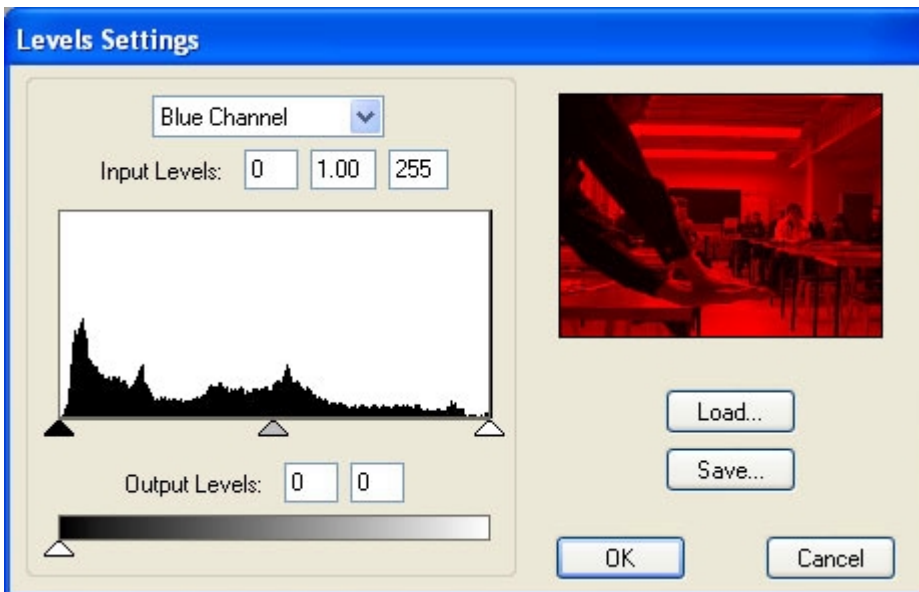 Levels Settings
Blue Channel
Input Levels: 0 1.00 255
Output Levels: 0 0
Load...
Save...
OK Cancel